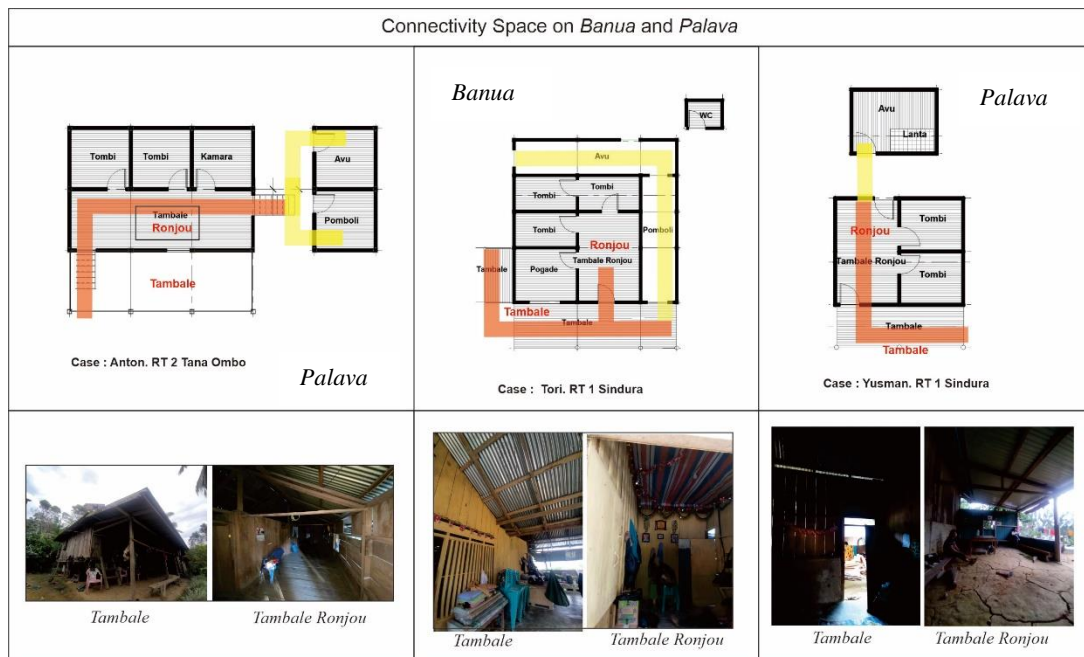 Connectivity Space on Banua and Palava
Tombi
Tombi
Kamara
Avu
Tambale
Ronjou
Pomboli
Tambale
Case : Anton. RT 2 Tana Ombo
Palava
Banua
WC
Avu
Tombi
Tombi
Tombi
Ronjou
Pomboli
Tambale
Pogade
Tambale Ronjou
Tambale
Tambale
Case : Tori. RT 1 Sindura
Palava
Avu
Lanta
Ronjou
Tombi
Tambale Ronjou
Tombi
Tambale
Tambale
Case : Yusman. RT 1 Sindura
Tambale
Tambale Ronjou
Tambale
Tambale Ronjou
Tambale
Tambale Ronjou